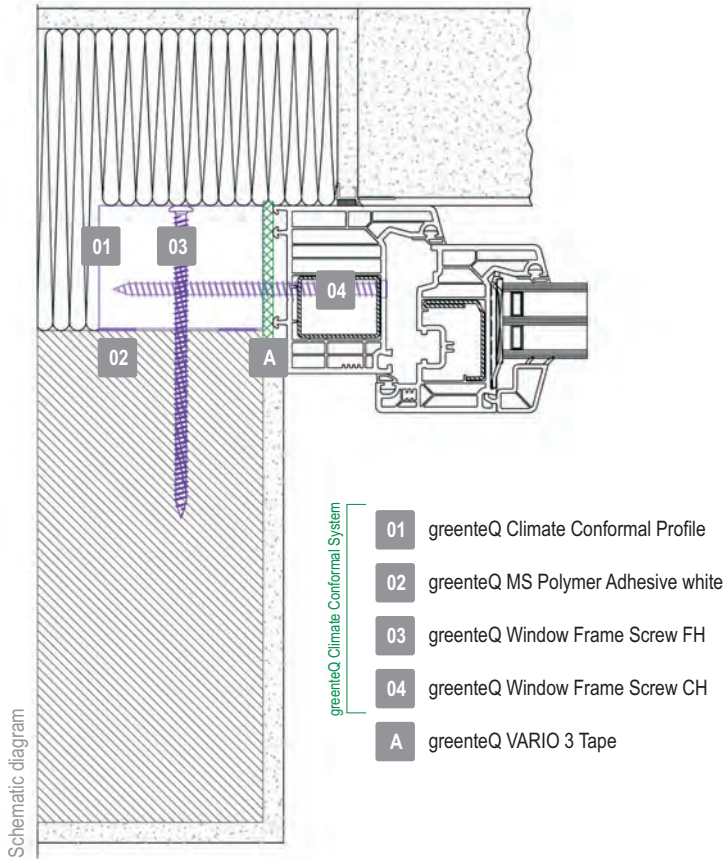 01
03
04
02
A
greenteQ Climate Conformal System
01 greenteQ Climate Conformal Profile
02 greenteQ MS Polymer Adhesive white
03 greenteQ Window Frame Screw FH
04 greenteQ Window Frame Screw CH
A greenteQ VARIO 3 Tape
Schematic diagram